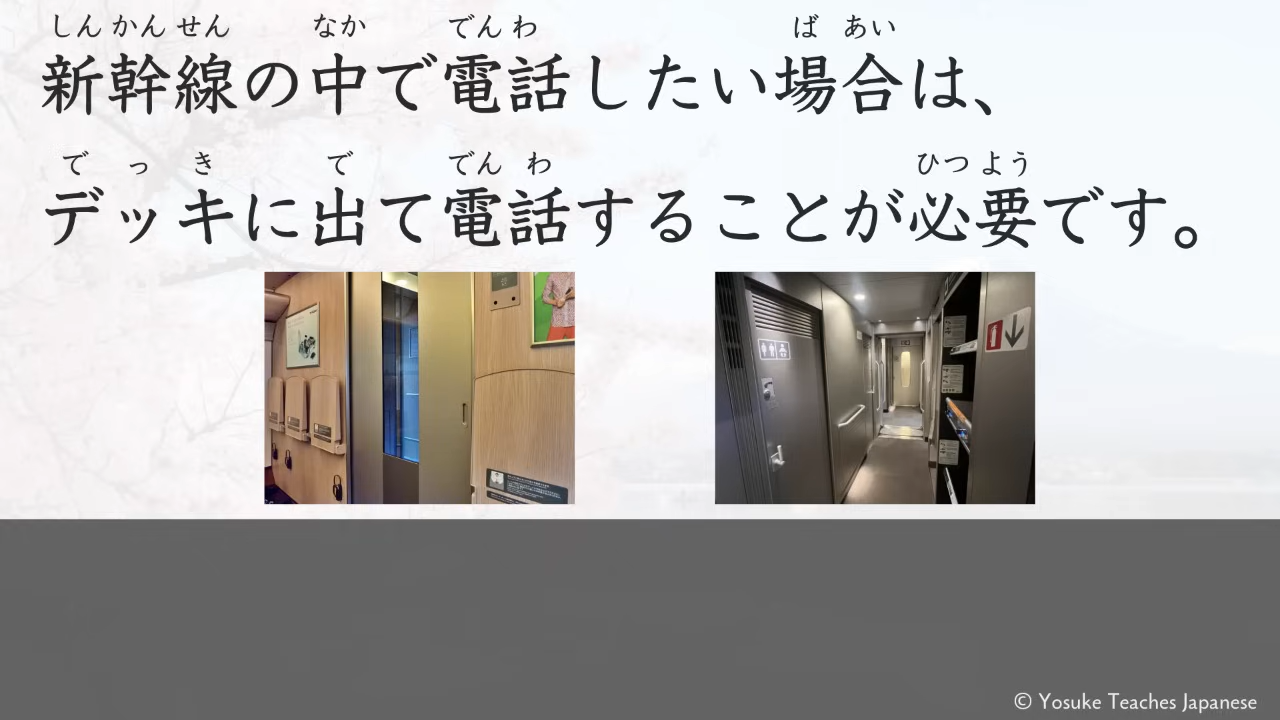 しんかんせん なか でんわ ばあい
新幹線の中で電話したい場合は、
でっき で でんわ ひつよう
デッキに出て電話することが必要です。
© Yosuke Teaches Japanese